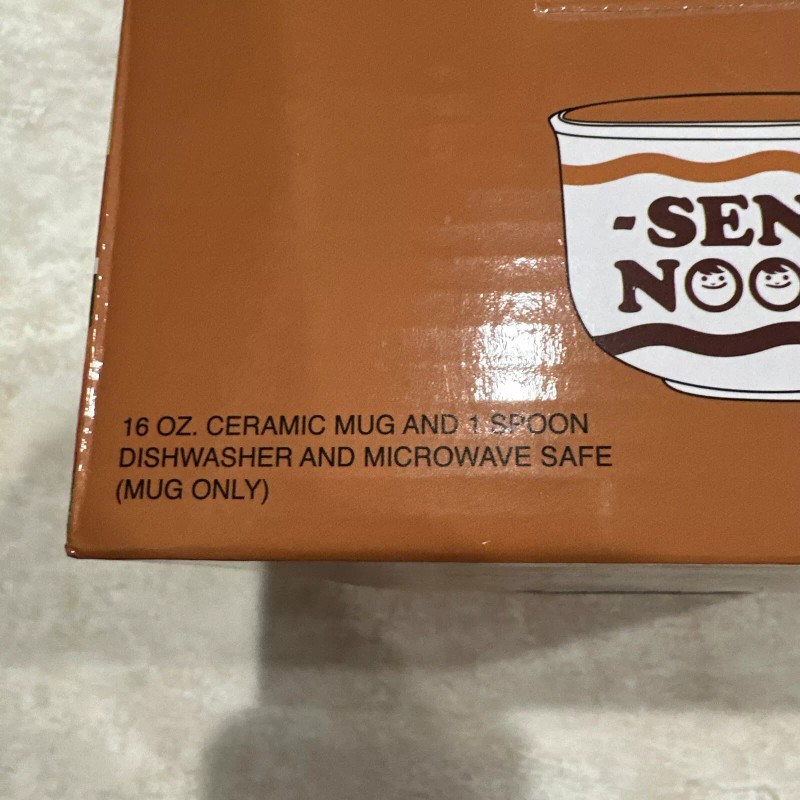 -SEN
NOO
16 OZ. CERAMIC MUG AND 1 SPOON
DISHWASHER AND MICROWAVE SAFE
(MUG ONLY)